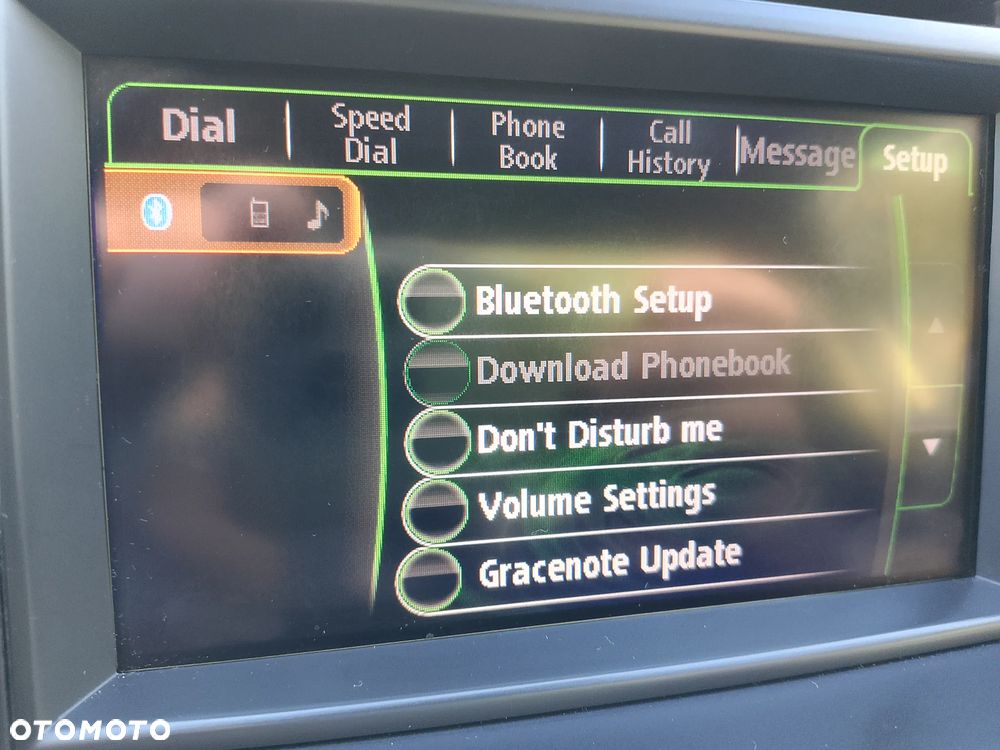 Dial
Speed
Dial
Phone
Book
Call
History
Message
Setup
Bluetooth Setup
Download Phonebook
Don't Disturb me
Volume Settings
Gracenote Update
OTOMOTO